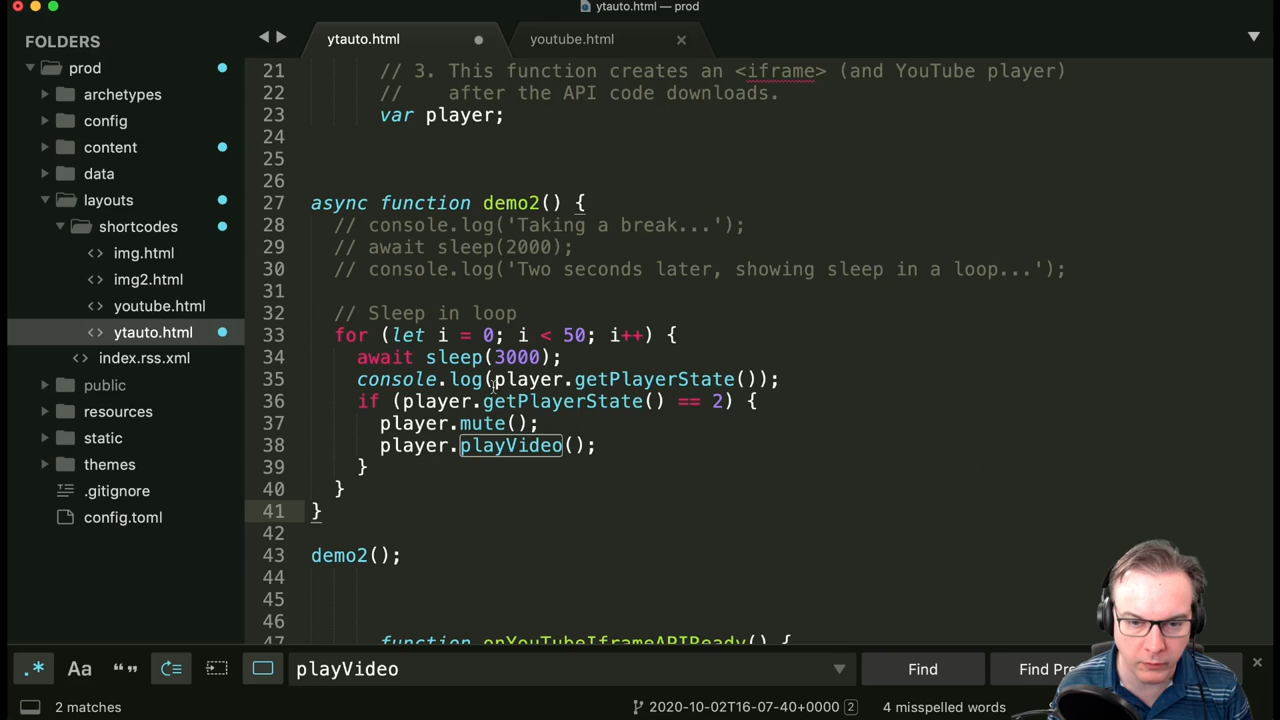 ytauto.html — prod
FOLDERS
prod
archetypes
config
content
data
layouts
shortcodes
img.html
img2.html
youtube.html
ytauto.html
index.rss.xml
public
resources
static
themes
.gitignore
config.toml
ytauto.html
youtube.html
21 // 3. This function creates an <iframe> (and YouTube player)
22 //    after the API code downloads.
23 var player;
24
25
26
27 async function demo2() {
28 // console.log('Taking a break...');
29 // await sleep(2000);
30 // console.log('Two seconds later, showing sleep in a loop...');
31
32 // Sleep in loop
33 for (let i = 0; i < 50; i++) {
34 await sleep(3000);
35 console.log(player.getPlayerState());
36 if (player.getPlayerState() == 2) {
37 player.mute();
38 player.playVideo();
39 }
40 }
41 }
42
43 demo2();
44
45
46
47 function onYouTubeIframeAPIReady() {
.* Aa “” playVideo Find Find Pre
2 matches 2020-10-02T16-07-40+0000 2 4 misspelled words